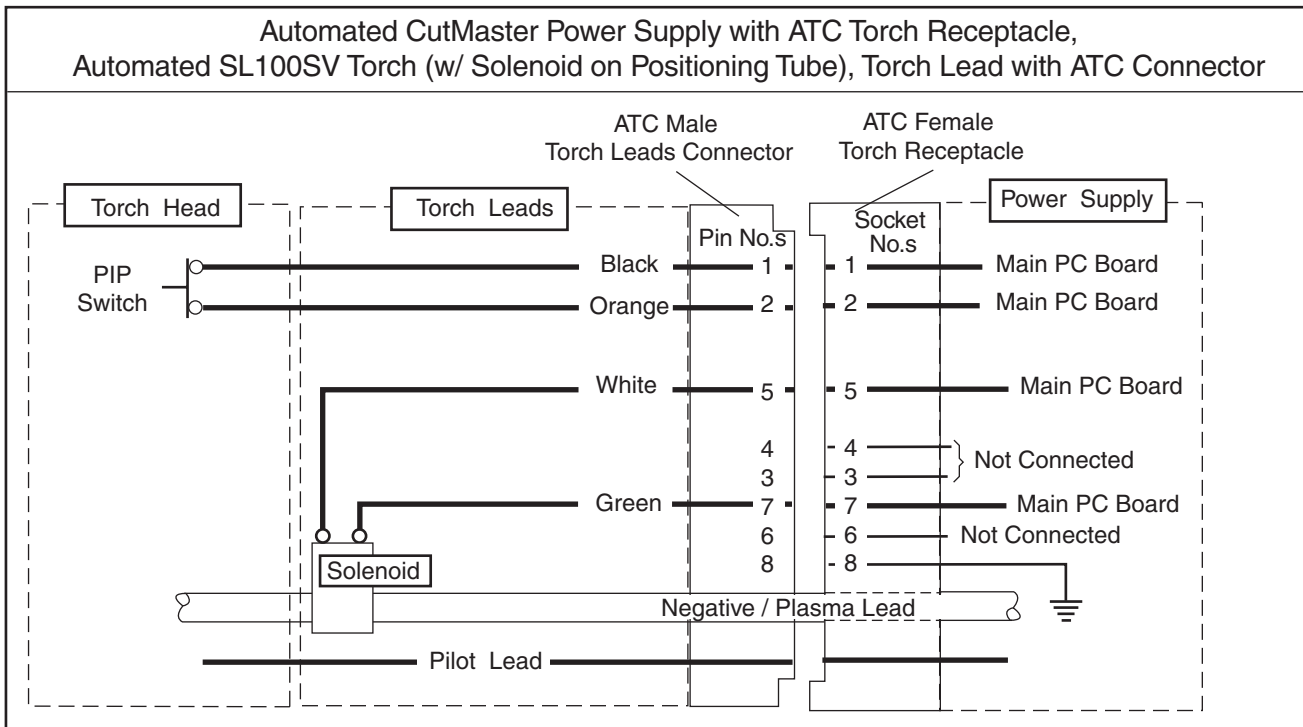 Automated CutMaster Power Supply with ATC Torch Receptacle,
Automated SL100SV Torch (w/ Solenoid on Positioning Tube), Torch Lead with ATC Connector
ATC Male
Torch Leads Connector
ATC Female
Torch Receptacle
Torch Head
Torch Leads
Power Supply
Pin No.s
Socket
No.s
PIP
Switch
Black 1 1 Main PC Board
Orange 2 2 Main PC Board
White 5 5 Main PC Board
4 4
Not Connected
3 3
Green 7 7 Main PC Board
6 6 Not Connected
8 8
Solenoid
Negative / Plasma Lead
Pilot Lead